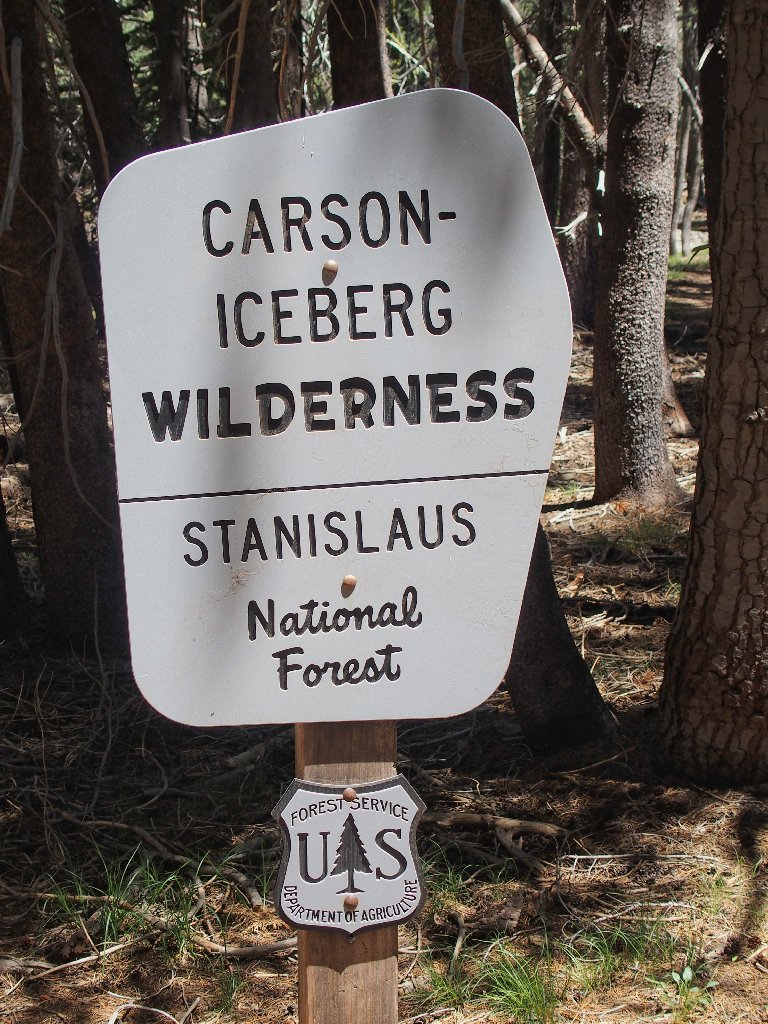 CARSON-
ICEBERG
WILDERNESS
STANISLAUS
National
Forest
FOREST SERVICE
U S
DEPARTMENT OF AGRICULTURE